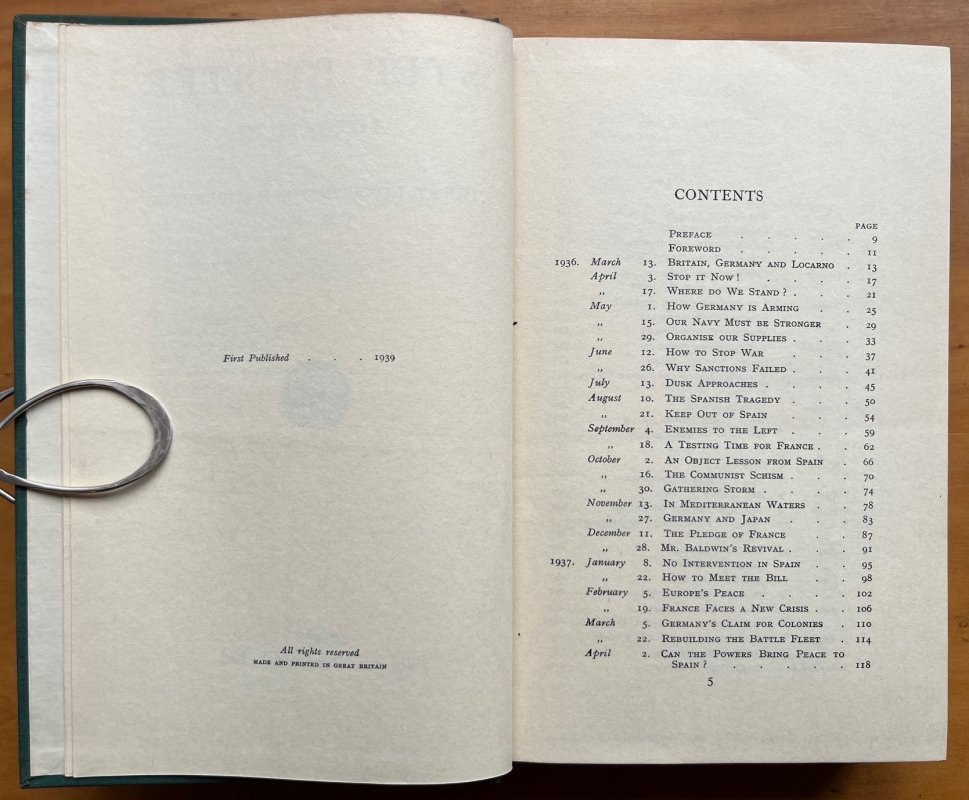 First Published . . . 1939
All rights reserved
MADE AND PRINTED IN GREAT BRITAIN
CONTENTS
PAGE
PREFACE . . . . . 9
FOREWORD . . . . 11
1936. March 13. BRITAIN, GERMANY AND LOCARNO . 13
April 3. STOP IT NOW! . . . 17
„ 17. WHERE DO WE STAND? . . . 21
May 1. HOW GERMANY IS ARMING . . 25
„ 15. OUR NAVY MUST BE STRONGER . 29
„ 29. ORGANISE OUR SUPPLIES . . . 33
June 12. HOW TO STOP WAR . . . 37
„ 26. WHY SANCTIONS FAILED . . . 41
July 13. DUSK APPROACHES . . . . 45
August 10. THE SPANISH TRAGEDY . . . 50
„ 21. KEEP OUT OF SPAIN . . . 54
September 4. ENEMIES TO THE LEFT . . . 59
„ 18. A TESTING TIME FOR FRANCE . . 62
October 2. AN OBJECT LESSON FROM SPAIN . 66
„ 16. THE COMMUNIST SCHISM . . . 70
„ 30. GATHERING STORM . . . . 74
November 13. IN MEDITERRANEAN WATERS . . 78
„ 27. GERMANY AND JAPAN . . . 83
December 11. THE PLEDGE OF FRANCE . . 87
„ 28. MR. BALDWIN'S REVIVAL . . . 91
1937. January 8. NO INTERVENTION IN SPAIN . . 95
„ 22. HOW TO MEET THE BILL . . 98
February 5. EUROPE'S PEACE . . . . 102
„ 19. FRANCE FACES A NEW CRISIS . . 106
March 5. GERMANY'S CLAIM FOR COLONIES . 110
„ 22. REBUILDING THE BATTLE FLEET . 114
April 2. CAN THE POWERS BRING PEACE TO
SPAIN? . . . . . 118
5